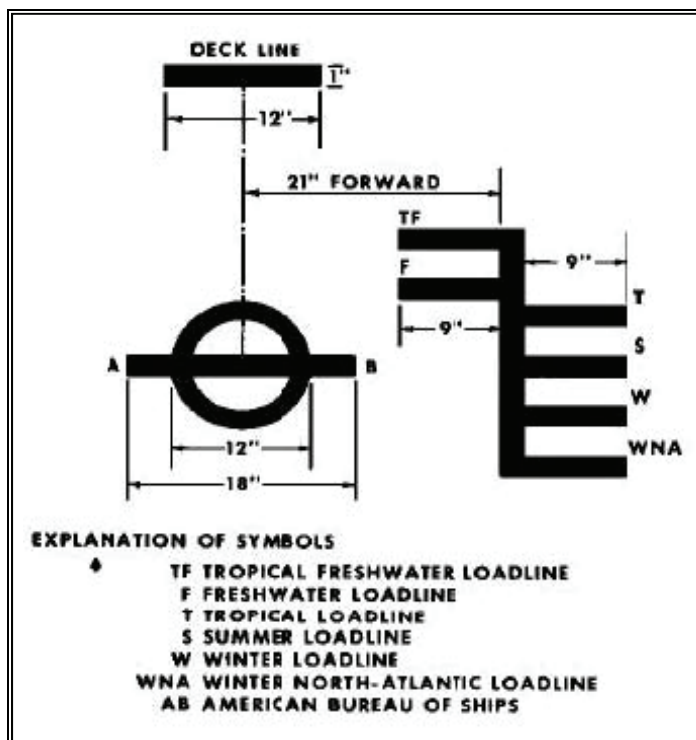 DECK LINE
1"
12"
21" FORWARD
TF
9"
F
T
9"
S
A
B
W
12"
WNA
18"
EXPLANATION OF SYMBOLS
TF TROPICAL FRESHWATER LOADLINE
F FRESHWATER LOADLINE
T TROPICAL LOADLINE
S SUMMER LOADLINE
W WINTER LOADLINE
WNA WINTER NORTH-ATLANTIC LOADLINE
AB AMERICAN BUREAU OF SHIPS